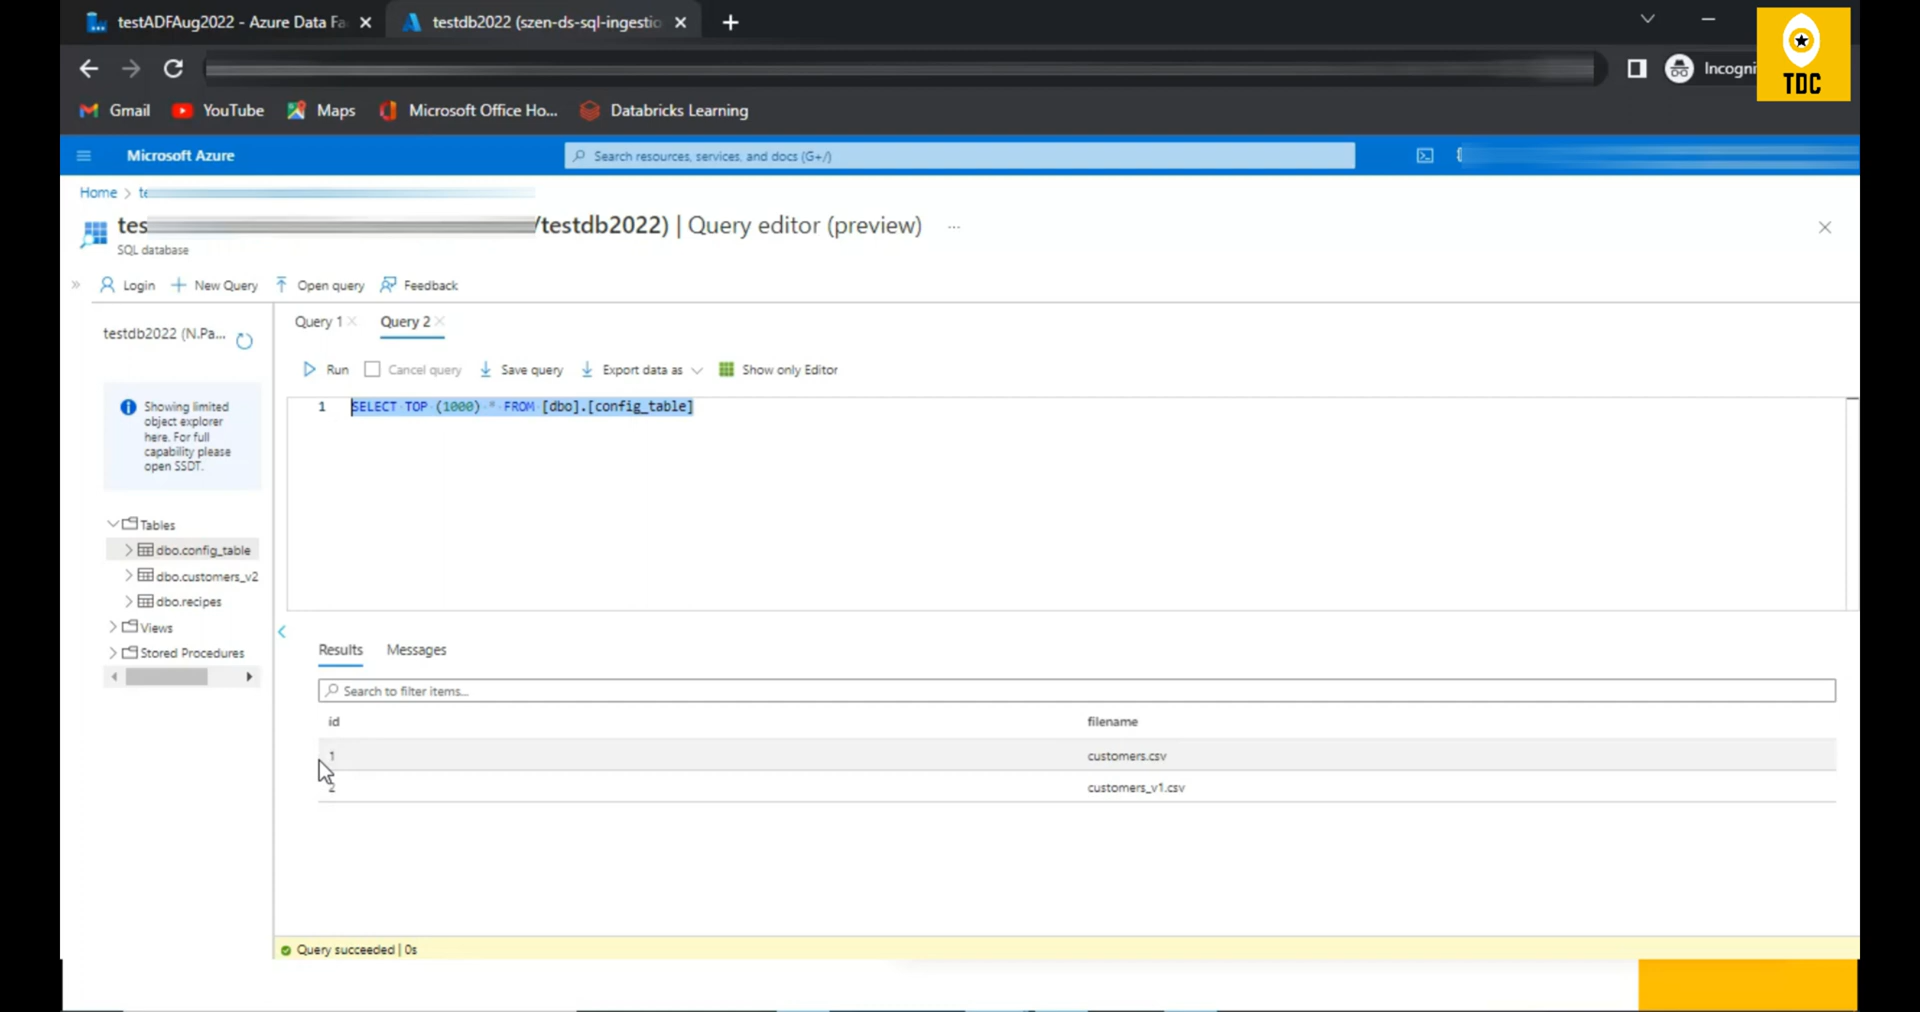 testADFAug2022 - Azure Data Fa
testdb2022 (szen-ds-sql-ingestio
Incogni
TDC
Gmail
YouTube
Maps
Microsoft Office Ho...
Databricks Learning
Microsoft Azure
Search resources, services, and docs (G+/)
Home > te
tes /testdb2022) | Query editor (preview) ...
SQL database
Login
New Query
Open query
Feedback
testdb2022 (N.Pa...
Query 1
Query 2
Run
Cancel query
Save query
Export data as
Show only Editor
Showing limited
object explorer
here. For full
capability please
open SSDT.
1 SELECT TOP (1000) * FROM [dbo].[config_table]
Tables
dbo.config_table
dbo.customers_v2
dbo.recipes
Views
Stored Procedures
Results
Messages
Search to filter items...
id filename
1 customers.csv
2 customers_v1.csv
Query succeeded | 0s